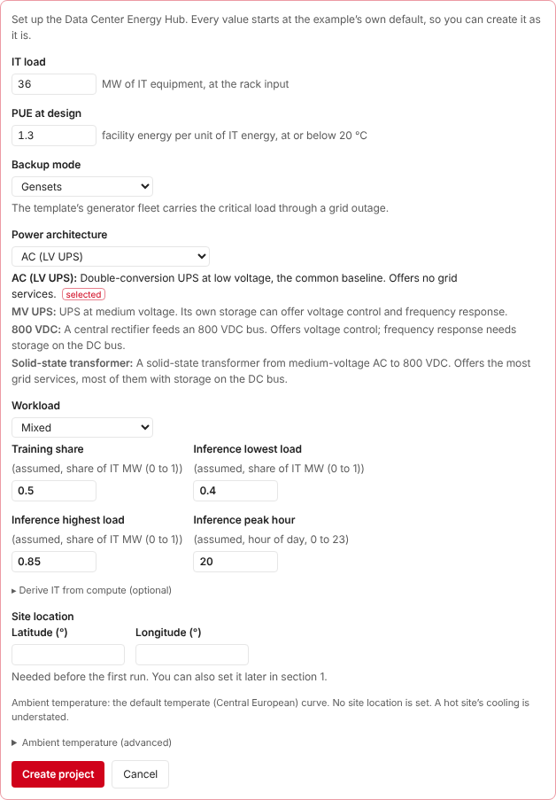 Set up the Data Center Energy Hub. Every value starts at the example's own default, so you can create it as
it is.
IT load
36 MW of IT equipment, at the rack input
PUE at design
1.3 facility energy per unit of IT energy, at or below 20 °C
Backup mode
Gensets
The template's generator fleet carries the critical load through a grid outage.
Power architecture
AC (LV UPS)
AC (LV UPS): Double-conversion UPS at low voltage, the common baseline. Offers no grid
services. selected
MV UPS: UPS at medium voltage. Its own storage can offer voltage control and frequency response.
800 VDC: A central rectifier feeds an 800 VDC bus. Offers voltage control; frequency response needs
storage on the DC bus.
Solid-state transformer: A solid-state transformer from medium-voltage AC to 800 VDC. Offers the most
grid services, most of them with storage on the DC bus.
Workload
Mixed
Training share Inference lowest load
(assumed, share of IT MW (0 to 1)) (assumed, share of IT MW (0 to 1))
0.5 0.4
Inference highest load Inference peak hour
(assumed, share of IT MW (0 to 1)) (assumed, hour of day, 0 to 23)
0.85 20
▸ Derive IT from compute (optional)
Site location
Latitude (°) Longitude (°)
Needed before the first run. You can also set it later in section 1.
Ambient temperature: the default temperate (Central European) curve. No site location is set. A hot site's cooling is
understated.
▸ Ambient temperature (advanced)
Create project Cancel